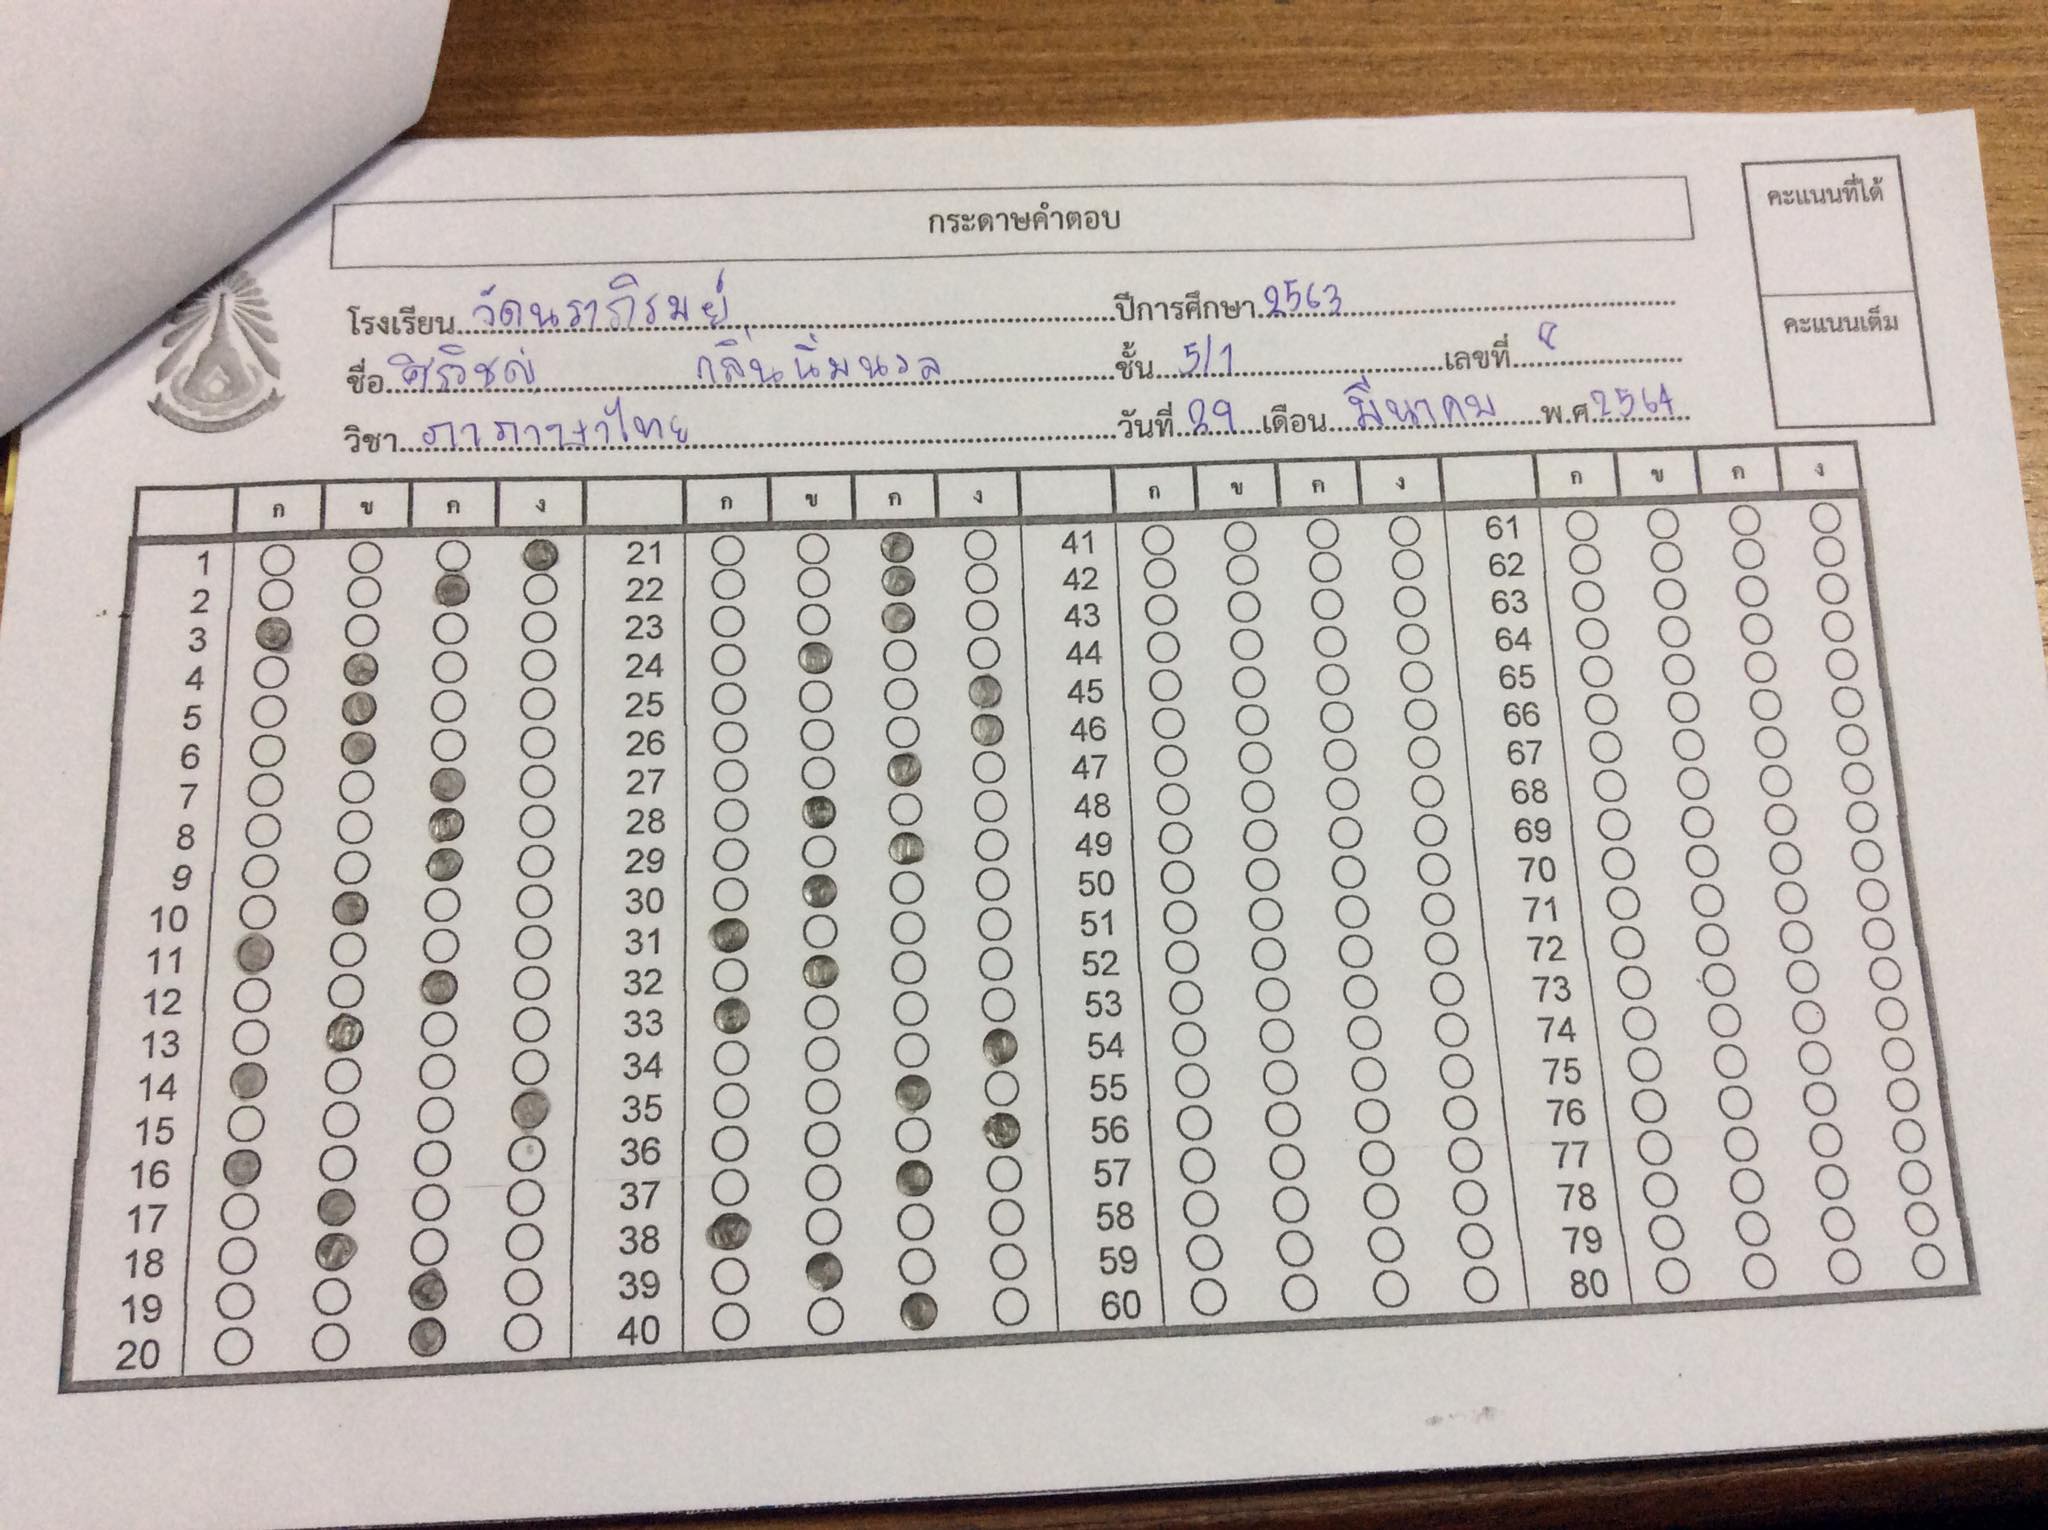 กระดาษคำตอบ
คะแนนที่ได้
คะแนนเต็ม
โรงเรียน วัดนราภิรมย์ ปีการศึกษา 2563
ชื่อ ศิรวิชญ์ กลิ่นนิ่มนวล ชั้น 5/1 เลขที่
วิชา ภาภาษาไทย วันที่ 29 เดือน มีนาคม พ.ศ. 2564
ก ข ค ง ก ข ค ง ก ข ค ง ก ข ค ง
1 21 41 61
2 22 42 62
3 23 43 63
4 24 44 64
5 25 45 65
6 26 46 66
7 27 47 67
8 28 48 68
9 29 49 69
10 30 50 70
11 31 51 71
12 32 52 72
13 33 53 73
14 34 54 74
15 35 55 75
16 36 56 76
17 37 57 77
18 38 58 78
19 39 59 79
20 40 60 80